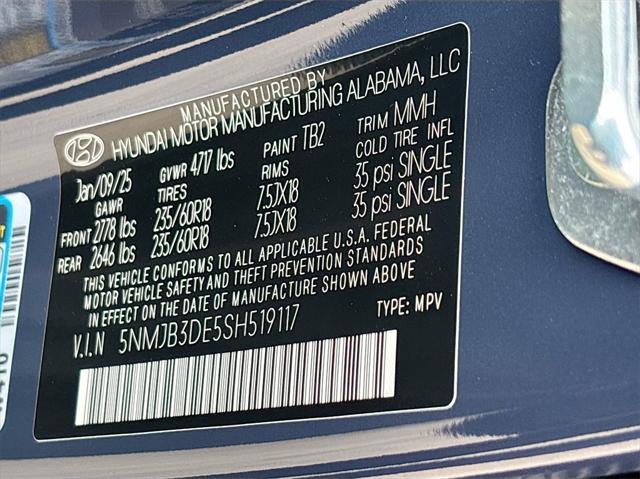 MANUFACTURED BY
HYUNDAI MOTOR MANUFACTURING ALABAMA, LLC
Jan/09/25 GVWR 4717 lbs PAINT TB2 TRIM MMH
GAWR TIRES RIMS COLD TIRE INFL
FRONT 2778 lbs 235/60R18 7.5JX18 35 psi SINGLE
REAR 2646 lbs 235/60R18 7.5JX18 35 psi SINGLE
THIS VEHICLE CONFORMS TO ALL APPLICABLE U.S.A. FEDERAL
MOTOR VEHICLE SAFETY AND THEFT PREVENTION STANDARDS
IN EFFECT ON THE DATE OF MANUFACTURE SHOWN ABOVE
V.I.N 5NMJB3DE5SH519117 TYPE: MPV